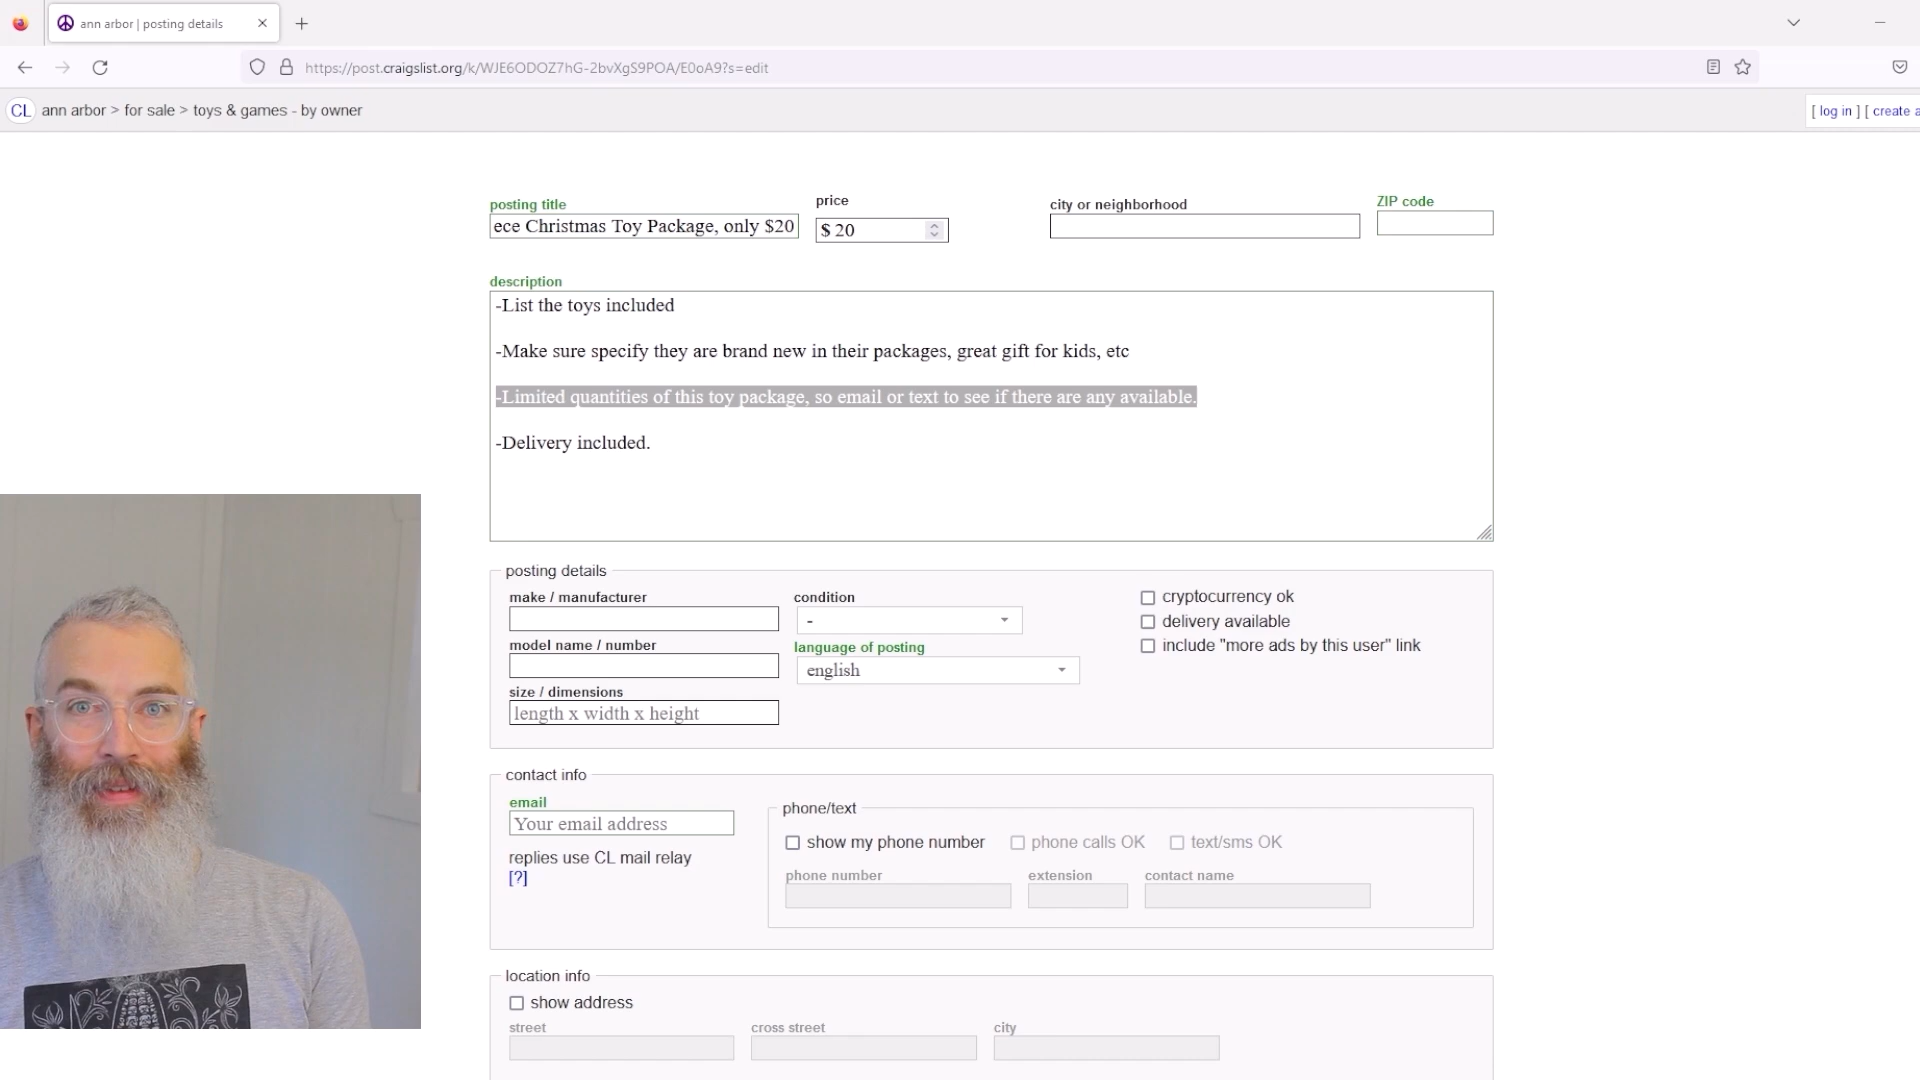 ann arbor | posting details
https://post.craigslist.org/k/WJE6ODOZ7hG-2bvXgS9POA/E0oA9?s=edit
CL ann arbor > for sale > toys & games - by owner
[ log in ] [ create a
posting title
price
city or neighborhood
ZIP code
ece Christmas Toy Package, only $20
$ 20
description
-List the toys included
-Make sure specify they are brand new in their packages, great gift for kids, etc
-Limited quantities of this toy package, so email or text to see if there are any available.
-Delivery included.
posting details
make / manufacturer
condition
-
cryptocurrency ok
delivery available
include "more ads by this user" link
model name / number
language of posting
english
size / dimensions
length x width x height
contact info
email
Your email address
replies use CL mail relay
[?]
phone/text
show my phone number
phone calls OK
text/sms OK
phone number
extension
contact name
location info
show address
street
cross street
city